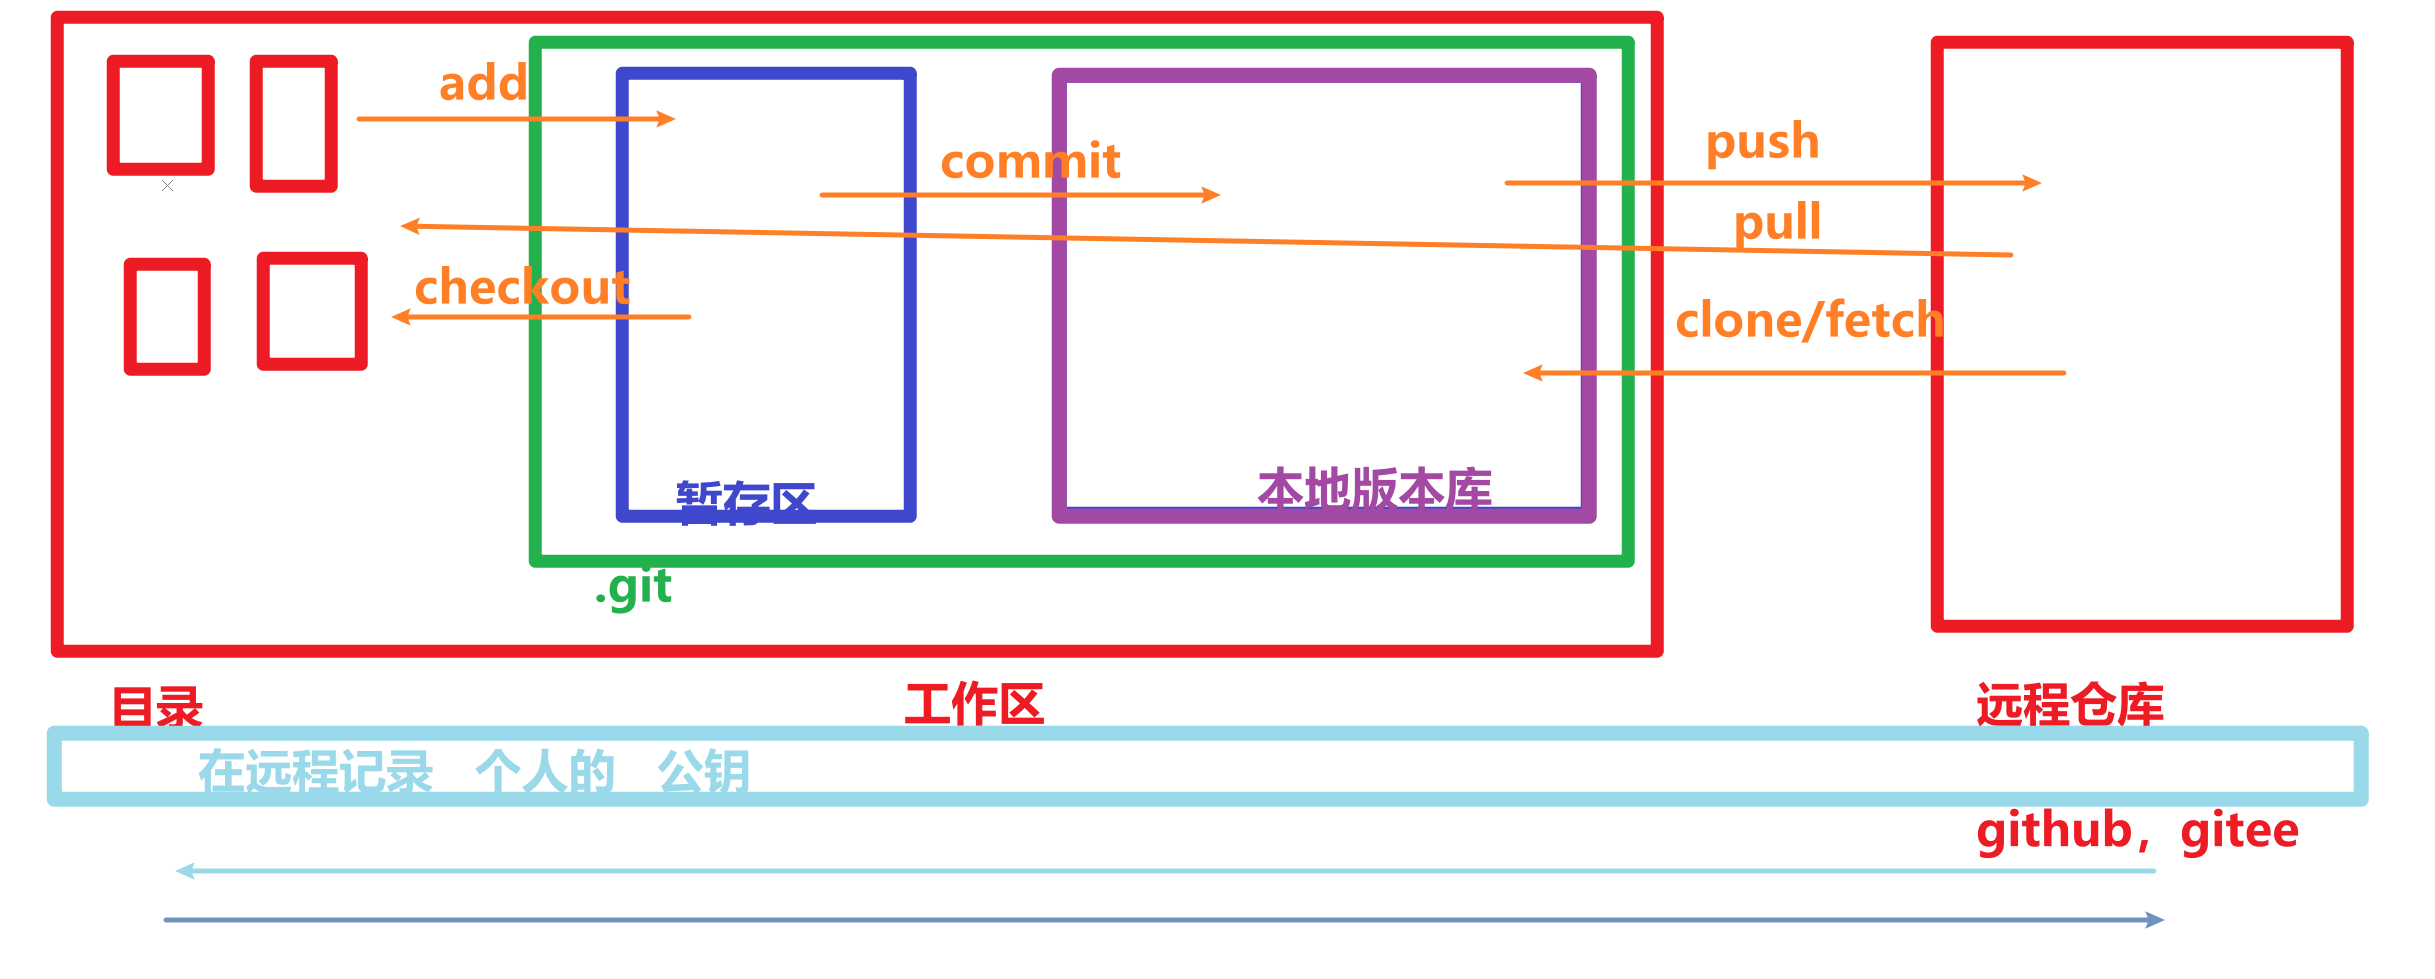 add
commit
push
pull
checkout
clone/fetch
暂存区
本地版本库
.git
目录
工作区
远程仓库
在远程记录 个人的 公钥
github，gitee